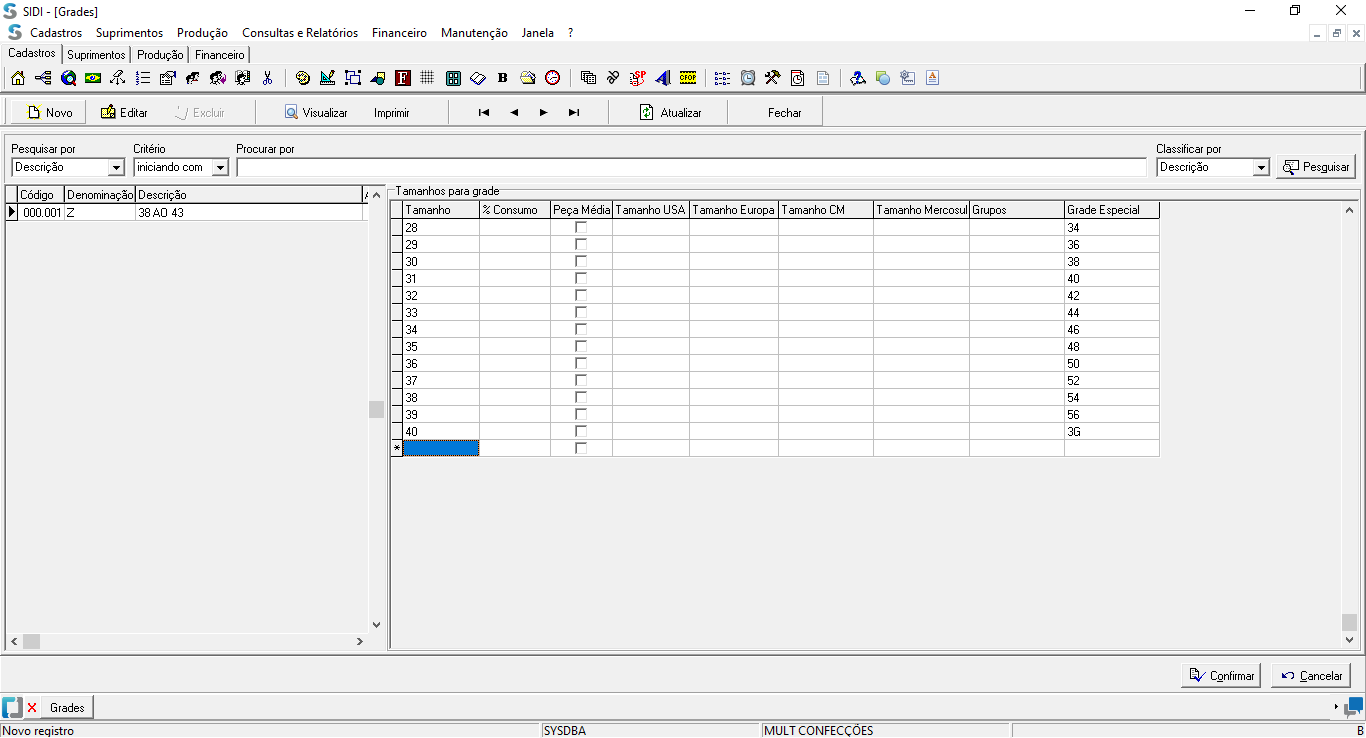 SIDI - [Grades]
Cadastros Suprimentos Produção Consultas e Relatórios Financeiro Manutenção Janela ?
Cadastros Suprimentos Produção Financeiro
F B SP CFOP A
Novo Editar Excluir Visualizar Imprimir Atualizar Fechar
Pesquisar por Critério Procurar por Classificar por
Descrição iniciando com Descrição Pesquisar
Código Denominação Descrição
000.001 Z 38 AO 43
Tamanhos para grade
Tamanho % Consumo Peça Média Tamanho USA Tamanho Europa Tamanho CM Tamanho Mercosul Grupos Grade Especial
28 34
29 36
30 38
31 40
32 42
33 44
34 46
35 48
36 50
37 52
38 54
39 56
40 3G
*
Confirmar Cancelar
Grades
Novo registro SYSDBA MULT CONFECÇÕES B